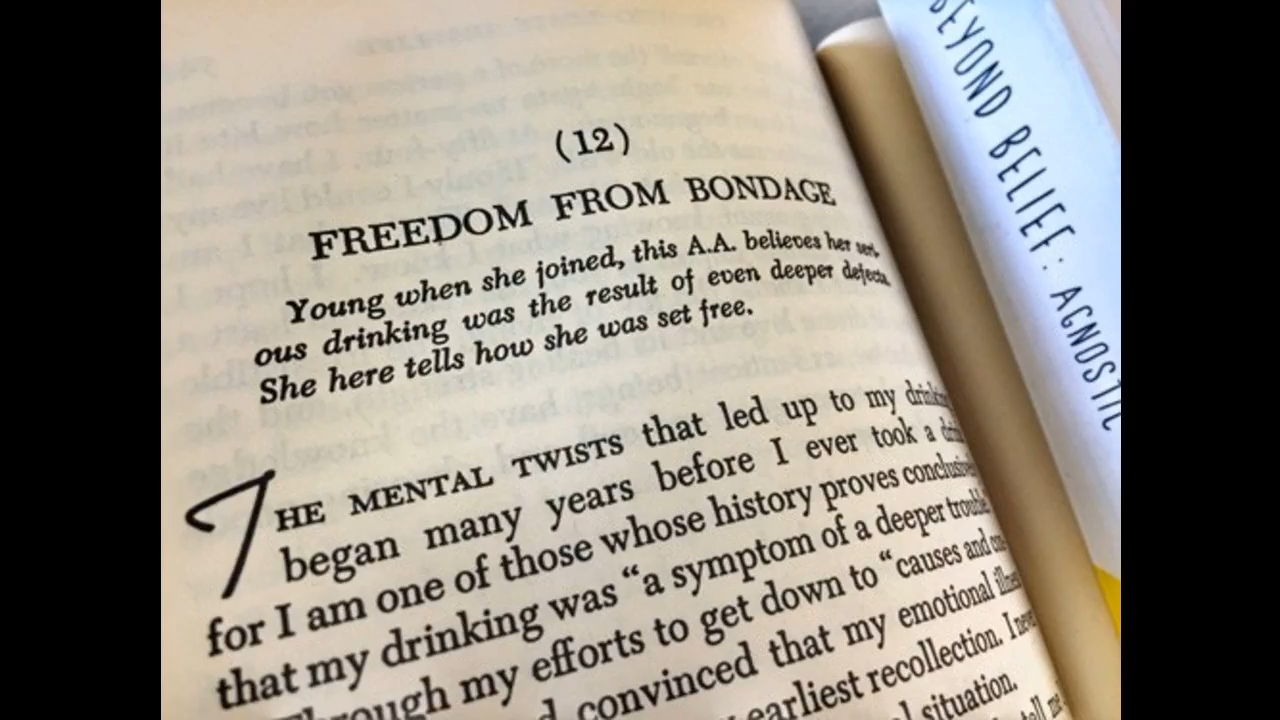 (12)
FREEDOM FROM BONDAGE
Young when she joined, this A.A. believes her seri-
ous drinking was the result of even deeper defects.
She here tells how she was set free.
THE MENTAL TWISTS that led up to my
began many years before I ever took a
for I am one of those whose history proves
that my drinking was “a symptom of a deeper
Through my efforts to get down to “causes and
convinced that my emotional
earliest recollection. I
situation.
BEYOND BELIEF: AGNOSTIC